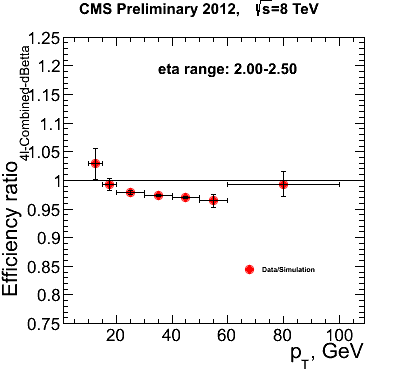 CMS Preliminary 2012, √s=8 TeV
eta range: 2.00-2.50
Efficiency ratio 4l-Combined-dBetta
1.25
1.2
1.15
1.1
1.05
1
0.95
0.9
0.85
0.8
0.75
Data/Simulation
20 40 60 80 100
p_T, GeV